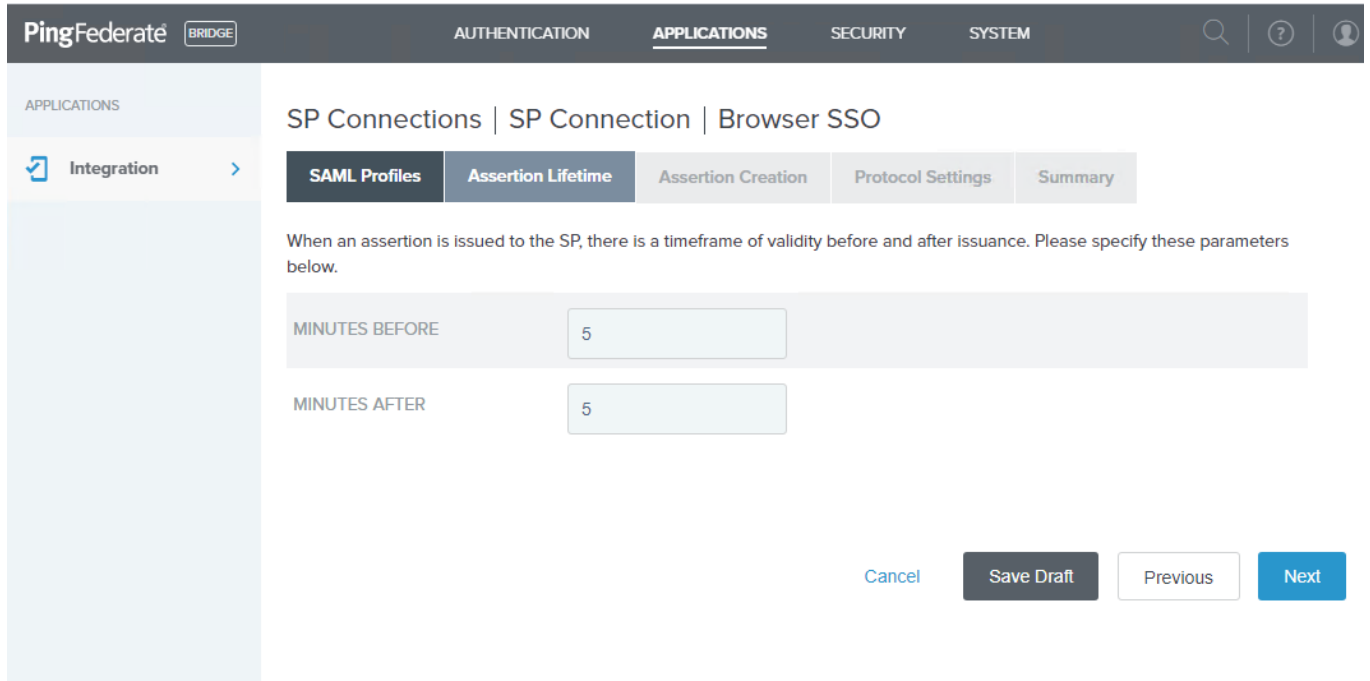 PingFederate BRIDGE
AUTHENTICATION APPLICATIONS SECURITY SYSTEM ?
APPLICATIONS
Integration
SP Connections | SP Connection | Browser SSO
SAML Profiles Assertion Lifetime Assertion Creation Protocol Settings Summary
When an assertion is issued to the SP, there is a timeframe of validity before and after issuance. Please specify these parameters
below.
MINUTES BEFORE 5
MINUTES AFTER 5
Cancel Save Draft Previous Next